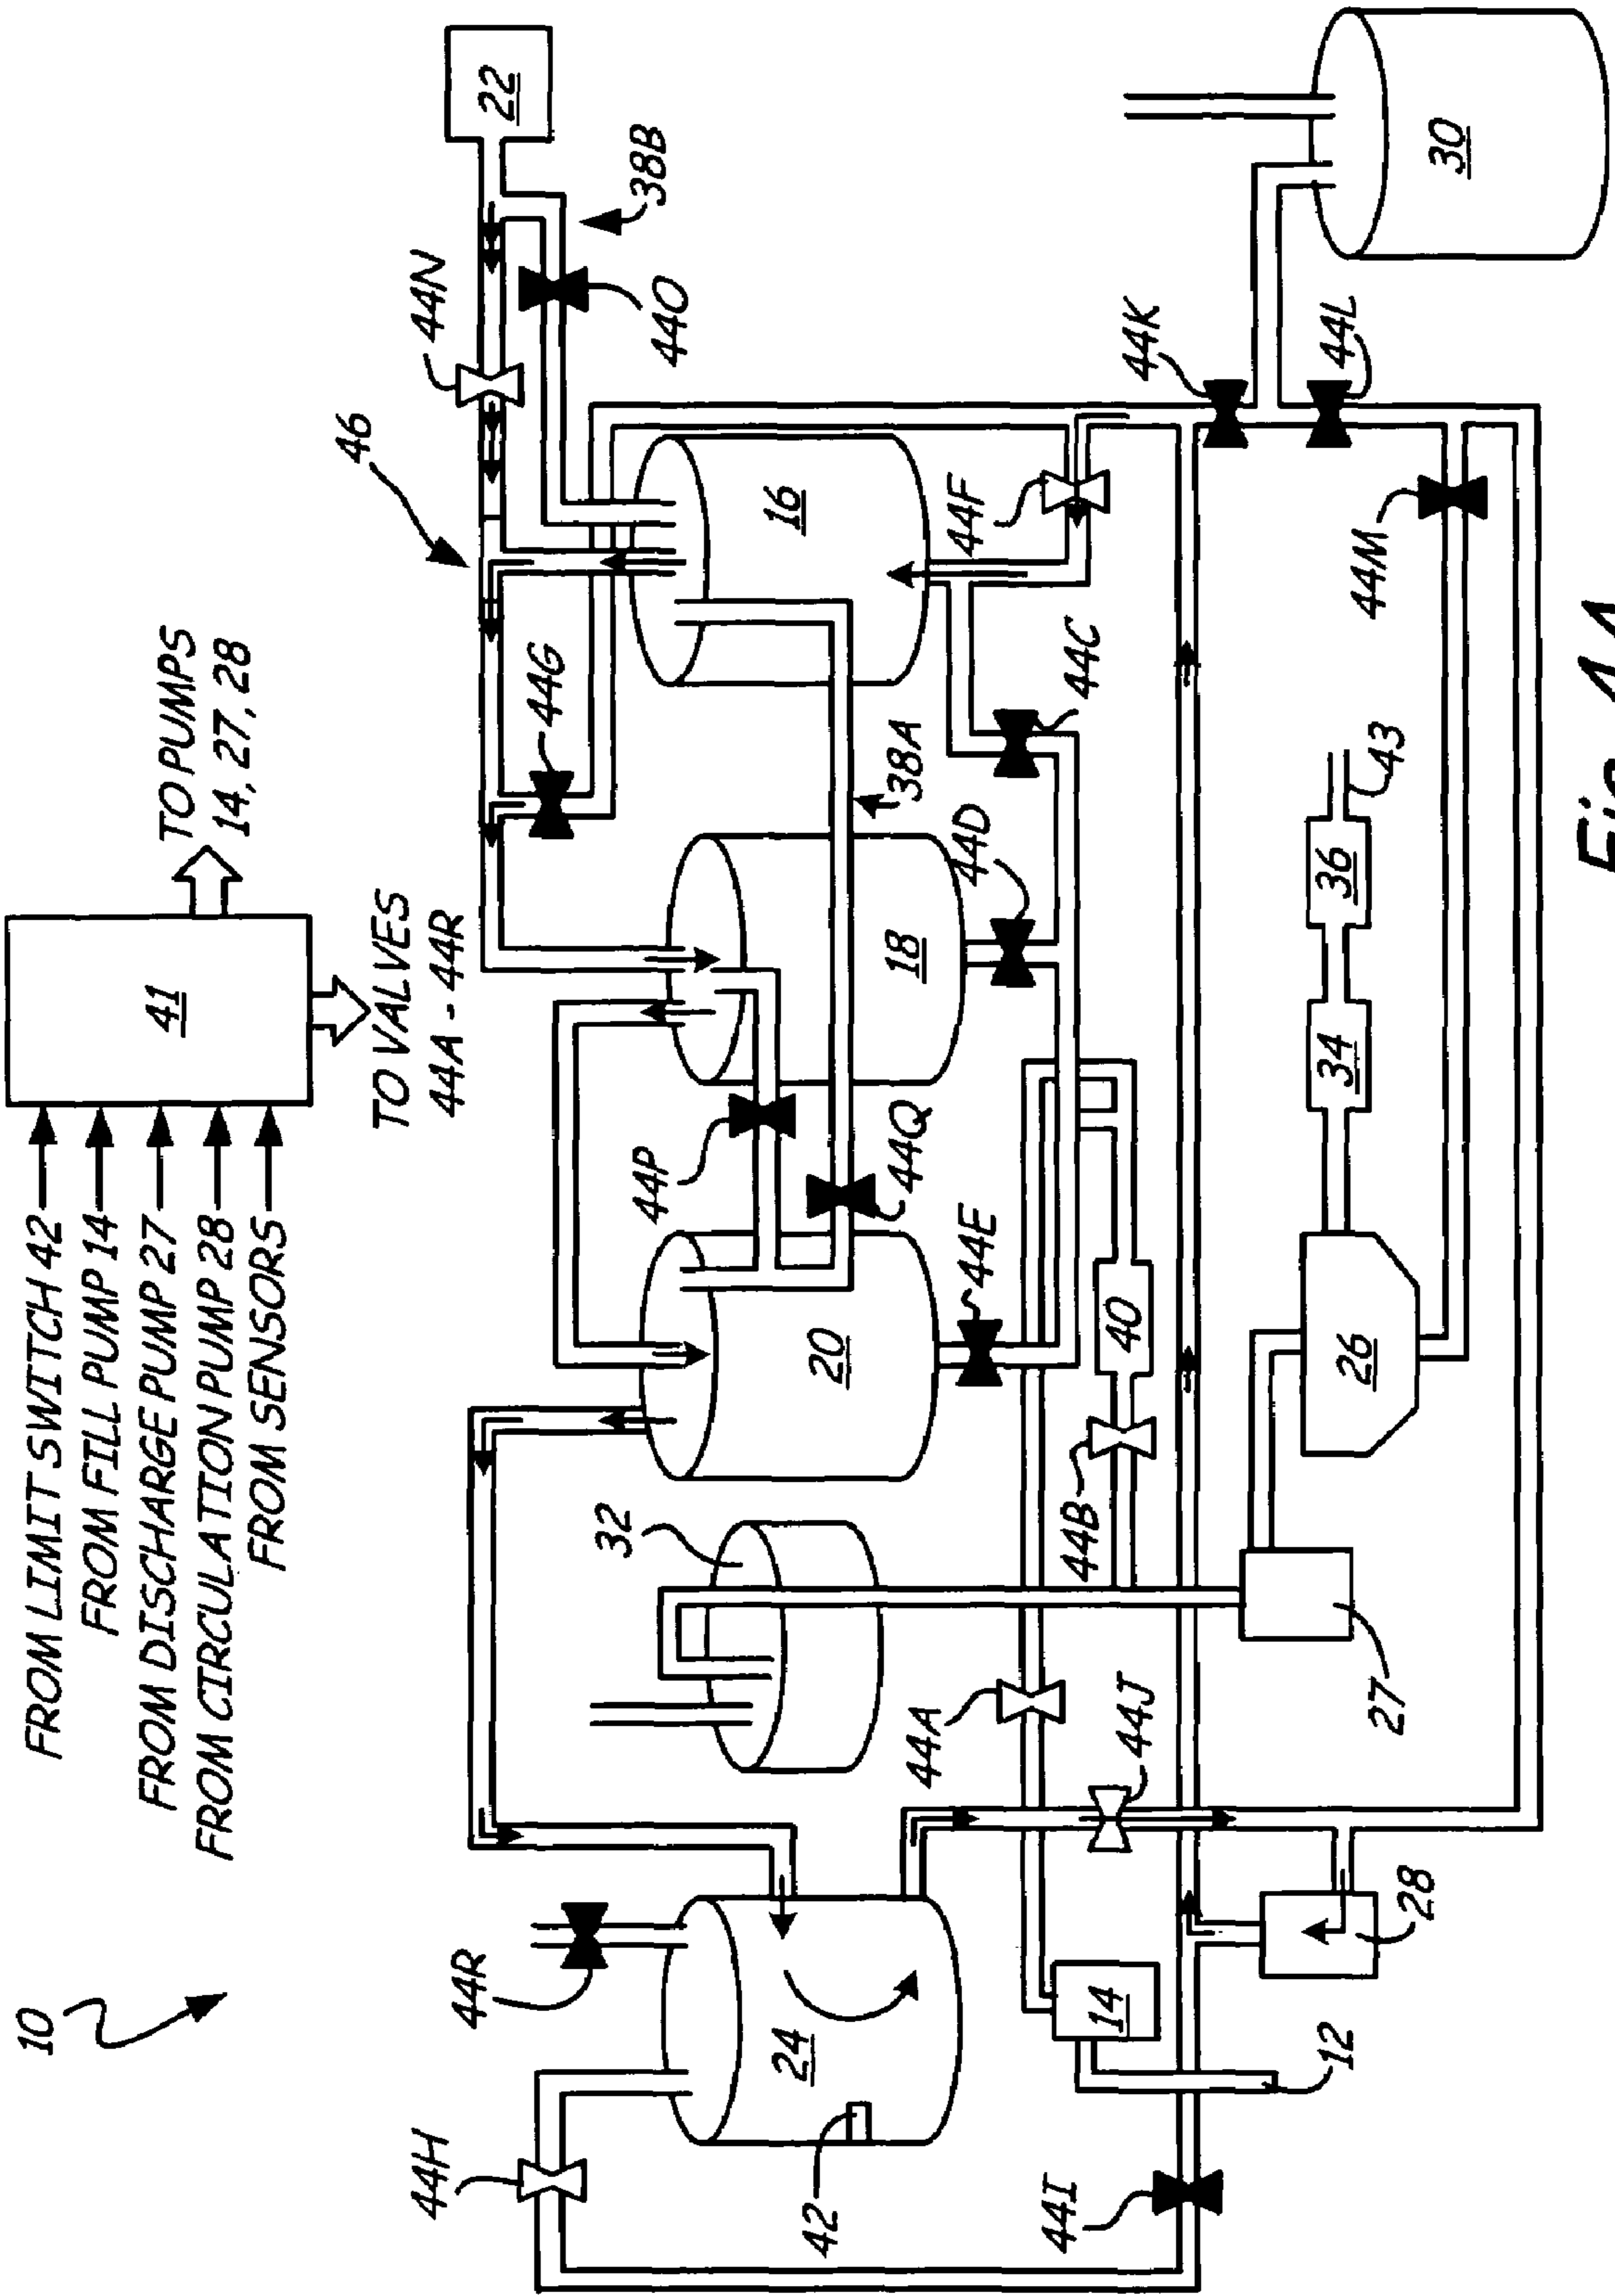 10
FROM LIMIT SWITCH 42
FROM FILL PUMP 14
FROM DISCHARGE PUMP 27
FROM CIRCULATION PUMP 28
FROM SENSORS
41
TO PUMPS
14, 27, 28
TO VALVES
44A - 44R
46
44N
22
38B
44O
44H
44R
24
42
32
20
44P
44Q
18
44G
38A
16
44E
44D
44C
44F
44K
44L
30
44A
44B
40
44J
14
12
44I
28
27
26
34
36
43
44M
Fig. 4A